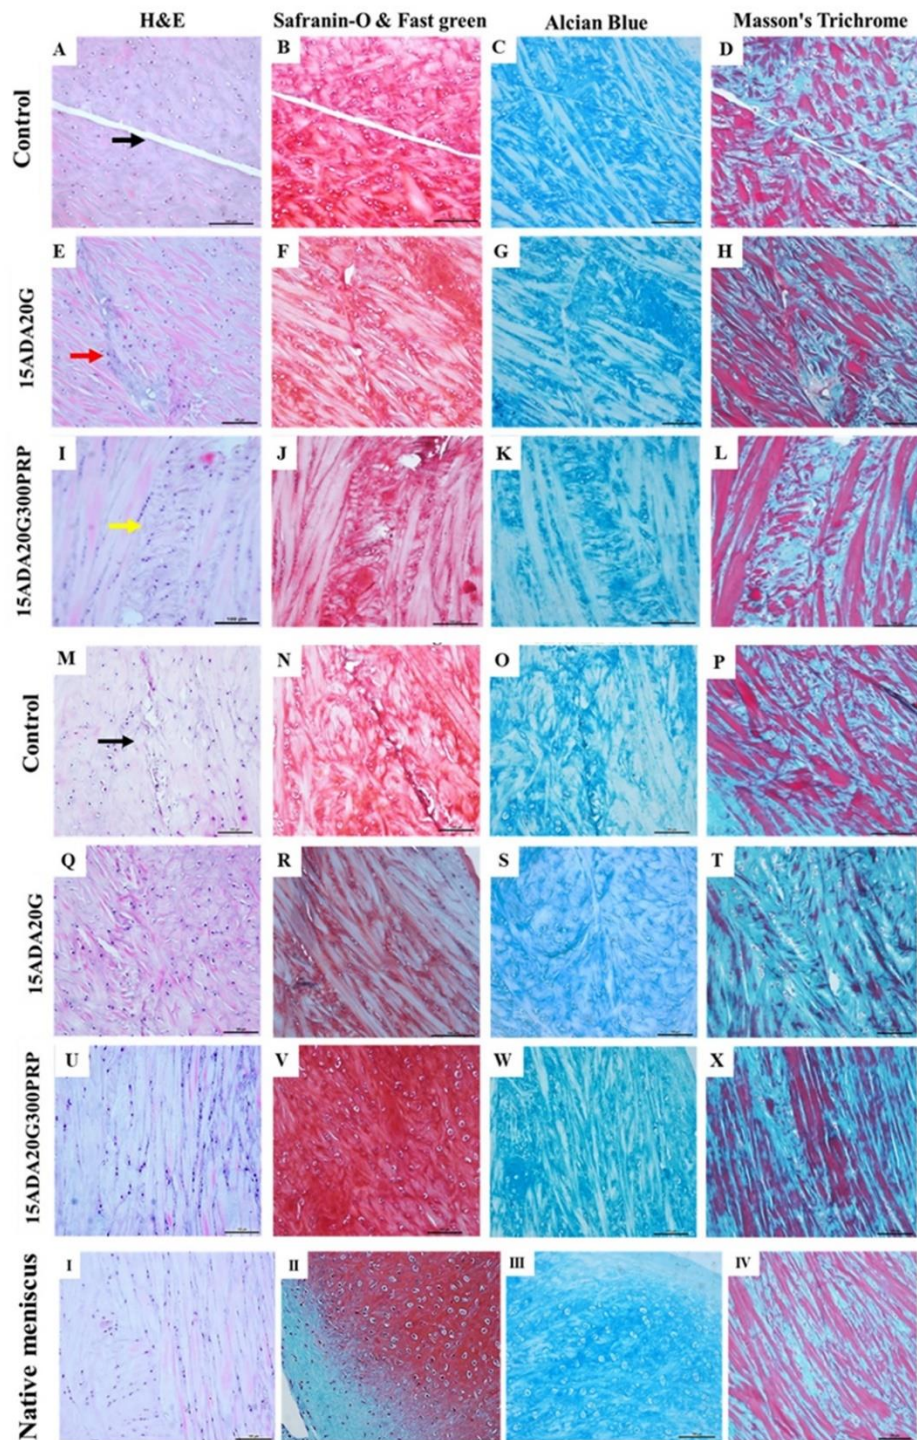 H&E Safranin-O & Fast green Alcian Blue Masson's Trichrome
Control
A B C D
15ADA20G
E F G H
15ADA20G300PRP
I J K L
Control
M N O P
15ADA20G
Q R S T
15ADA20G300PRP
U V W X
Native meniscus
I II III IV